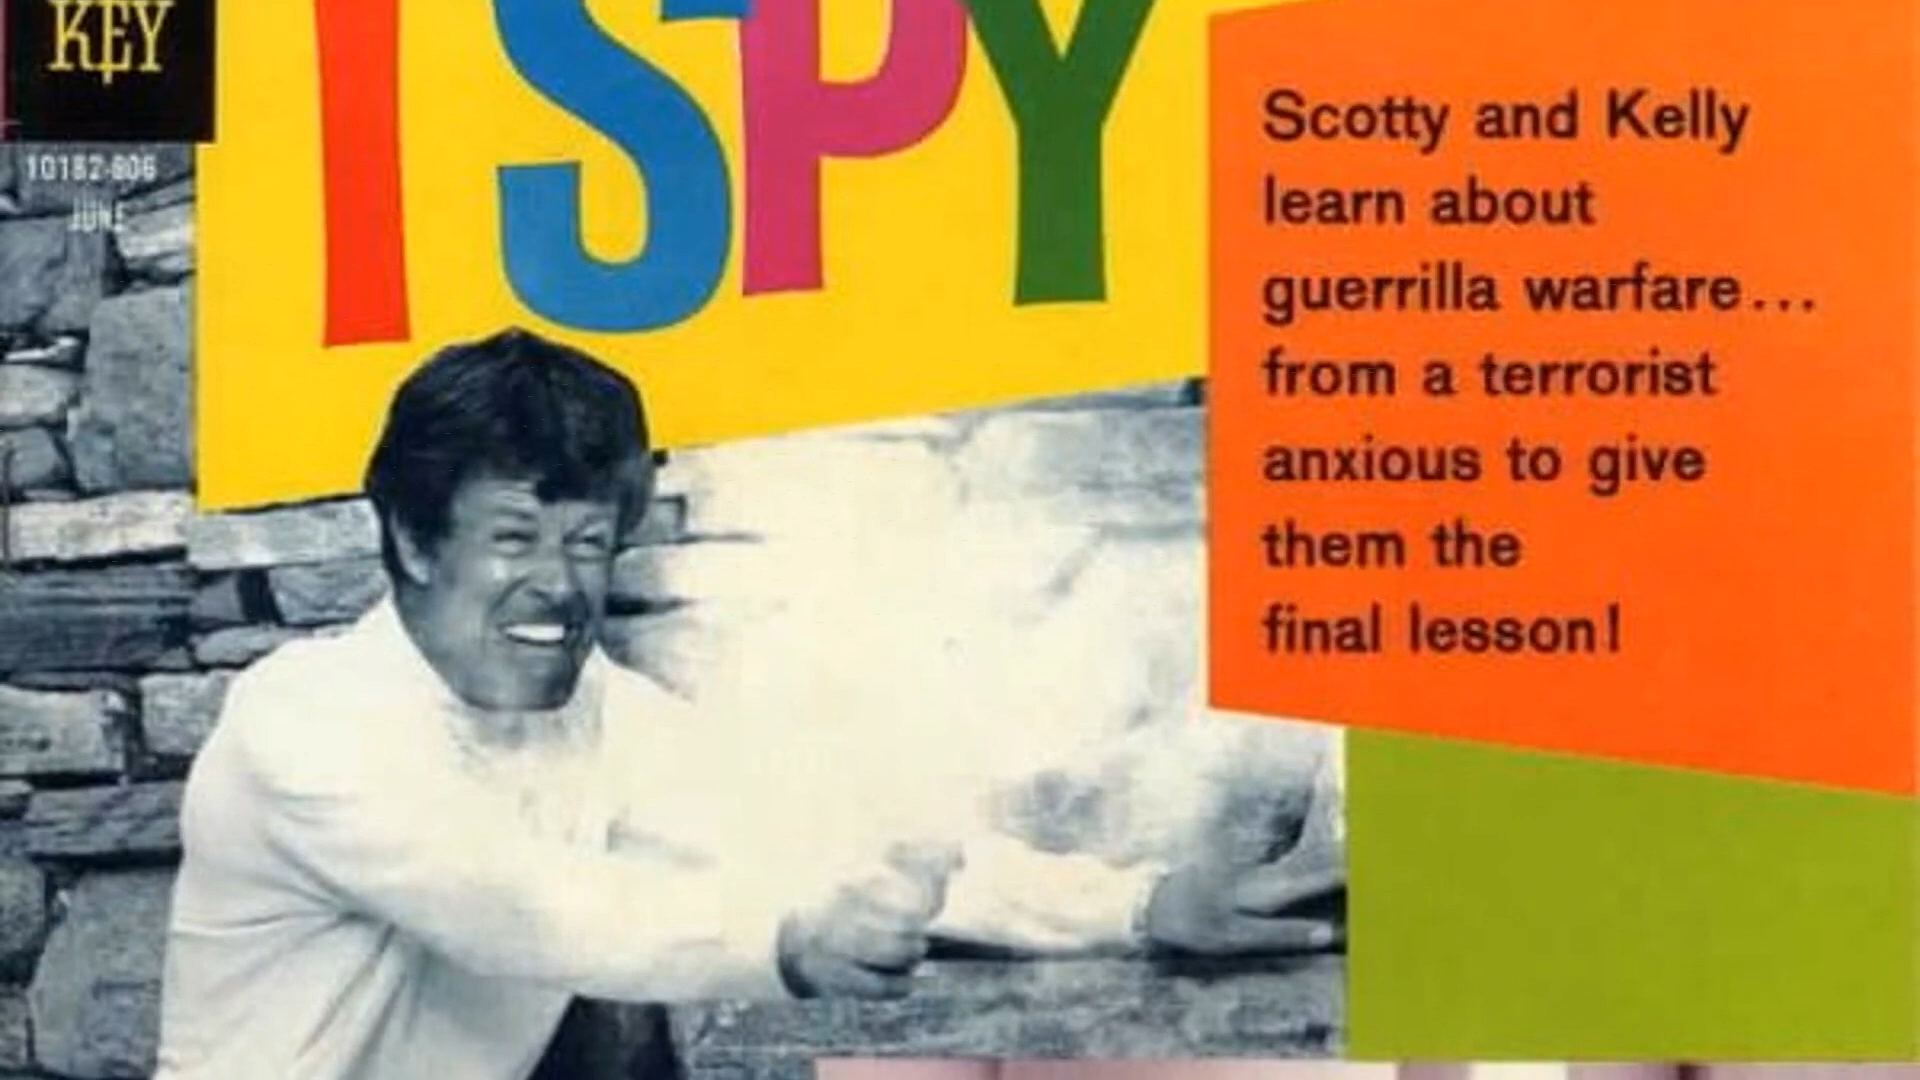 KEY
10182-806
JUNE
I SPY
Scotty and Kelly
learn about
guerrilla warfare...
from a terrorist
anxious to give
them the
final lesson!